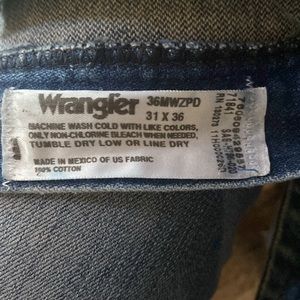 Wrangler 36MWZPD
31 X 36
MACHINE WASH COLD WITH LIKE COLORS,
ONLY NON-CHLORINE BLEACH WHEN NEEDED,
TUMBLE DRY LOW OR LINE DRY
MADE IN MEXICO OF US FABRIC
100% COTTON